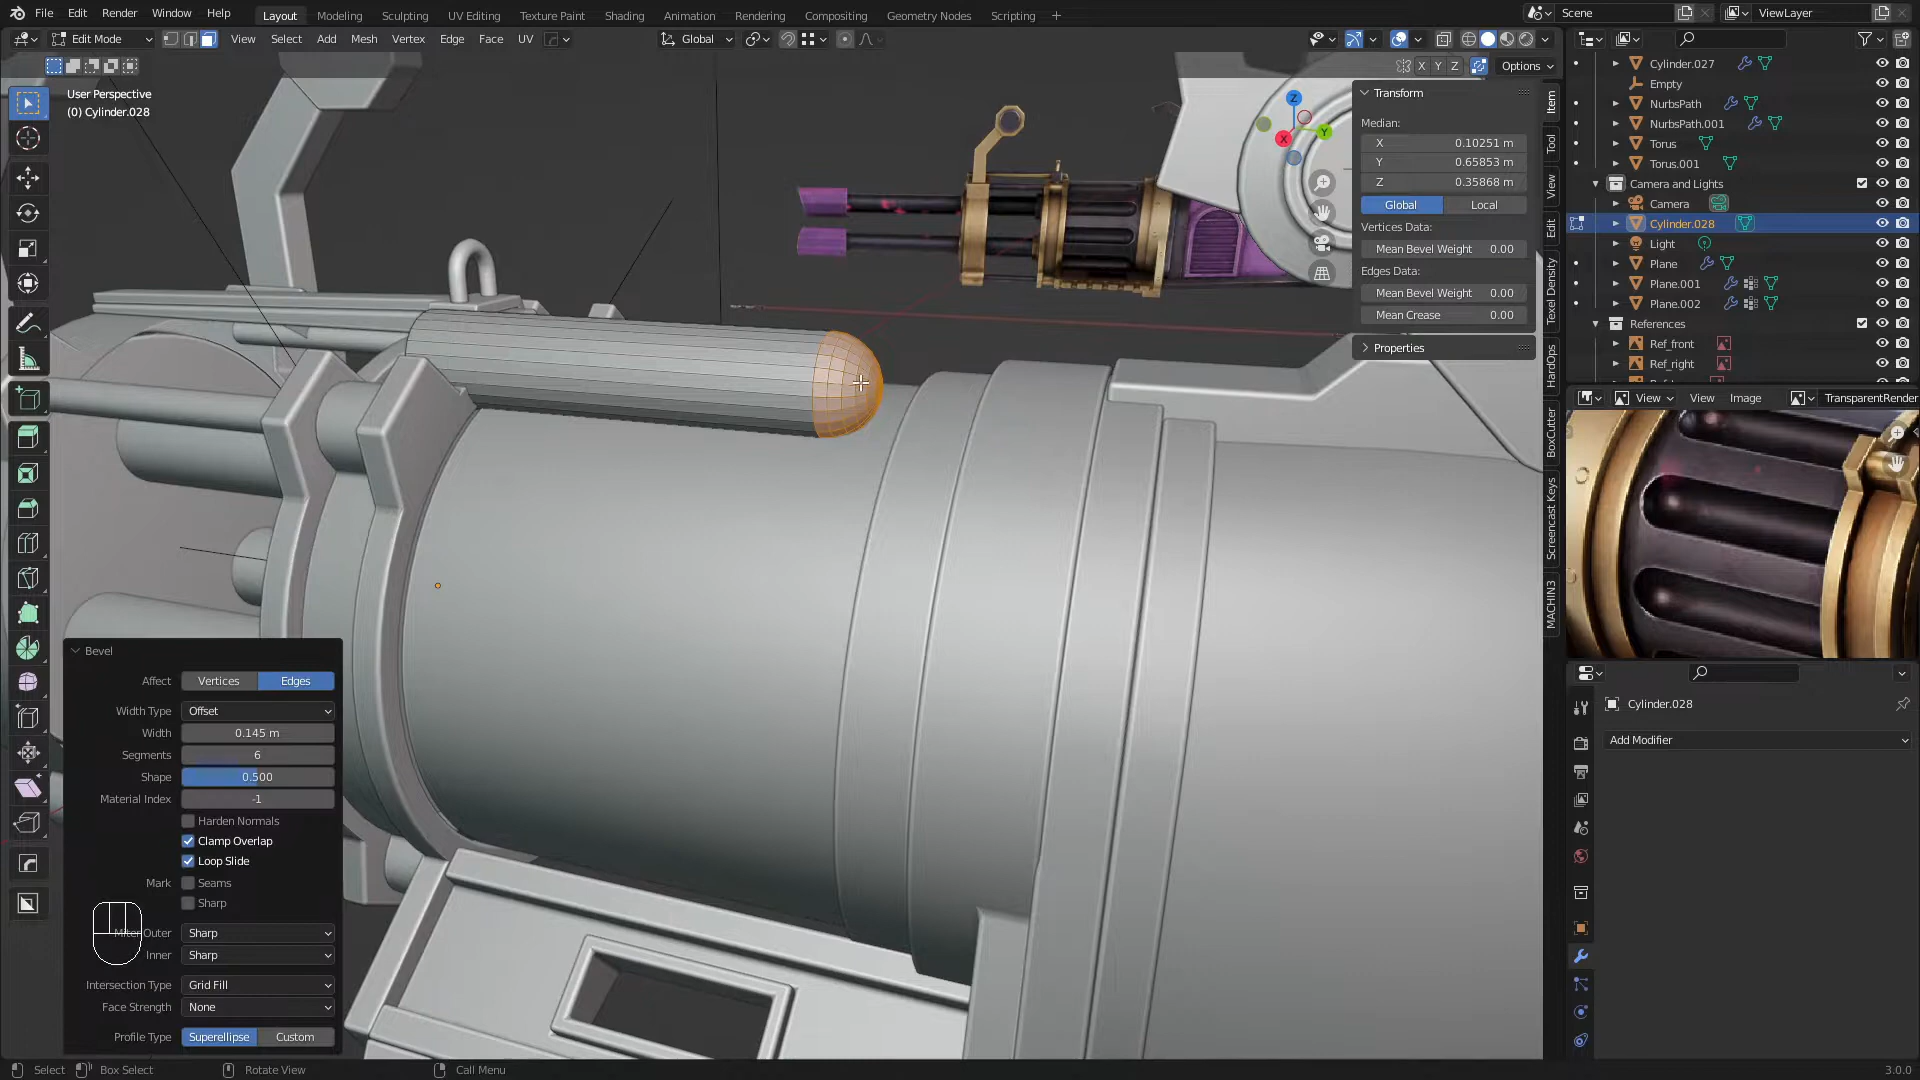 File Edit Render Window Help
Layout Modeling Sculpting UV Editing Texture Paint Shading Animation Rendering Compositing Geometry Nodes Scripting +
Scene
ViewLayer
Edit Mode
View Select Add Mesh Vertex Edge Face UV
Global
X Y Z
Options
User Perspective
(0) Cylinder.028
Z
Y
X
Transform
Median:
X 0.10251 m
Y 0.65853 m
Z 0.35868 m
Global Local
Vertices Data:
Mean Bevel Weight 0.00
Edges Data:
Mean Bevel Weight 0.00
Mean Crease 0.00
Properties
Item
Tool
View
Edit
Texel Density
HardOps
BoxCutter
Screencast Keys
MACHIN3
Cylinder.027
Empty
NurbsPath
NurbsPath.001
Torus
Torus.001
Camera and Lights
Camera
Cylinder.028
Light
Plane
Plane.001
Plane.002
References
Ref_front
Ref_right
View View Image TransparentRender
Cylinder.028
Add Modifier
Bevel
Affect Vertices Edges
Width Type Offset
Width 0.145 m
Segments 6
Shape 0.500
Material Index -1
Harden Normals
Clamp Overlap
Loop Slide
Mark Seams
Sharp
Miter Outer Sharp
Inner Sharp
Intersection Type Grid Fill
Face Strength None
Profile Type Superellipse Custom
Select Box Select Rotate View Call Menu
3.0.0